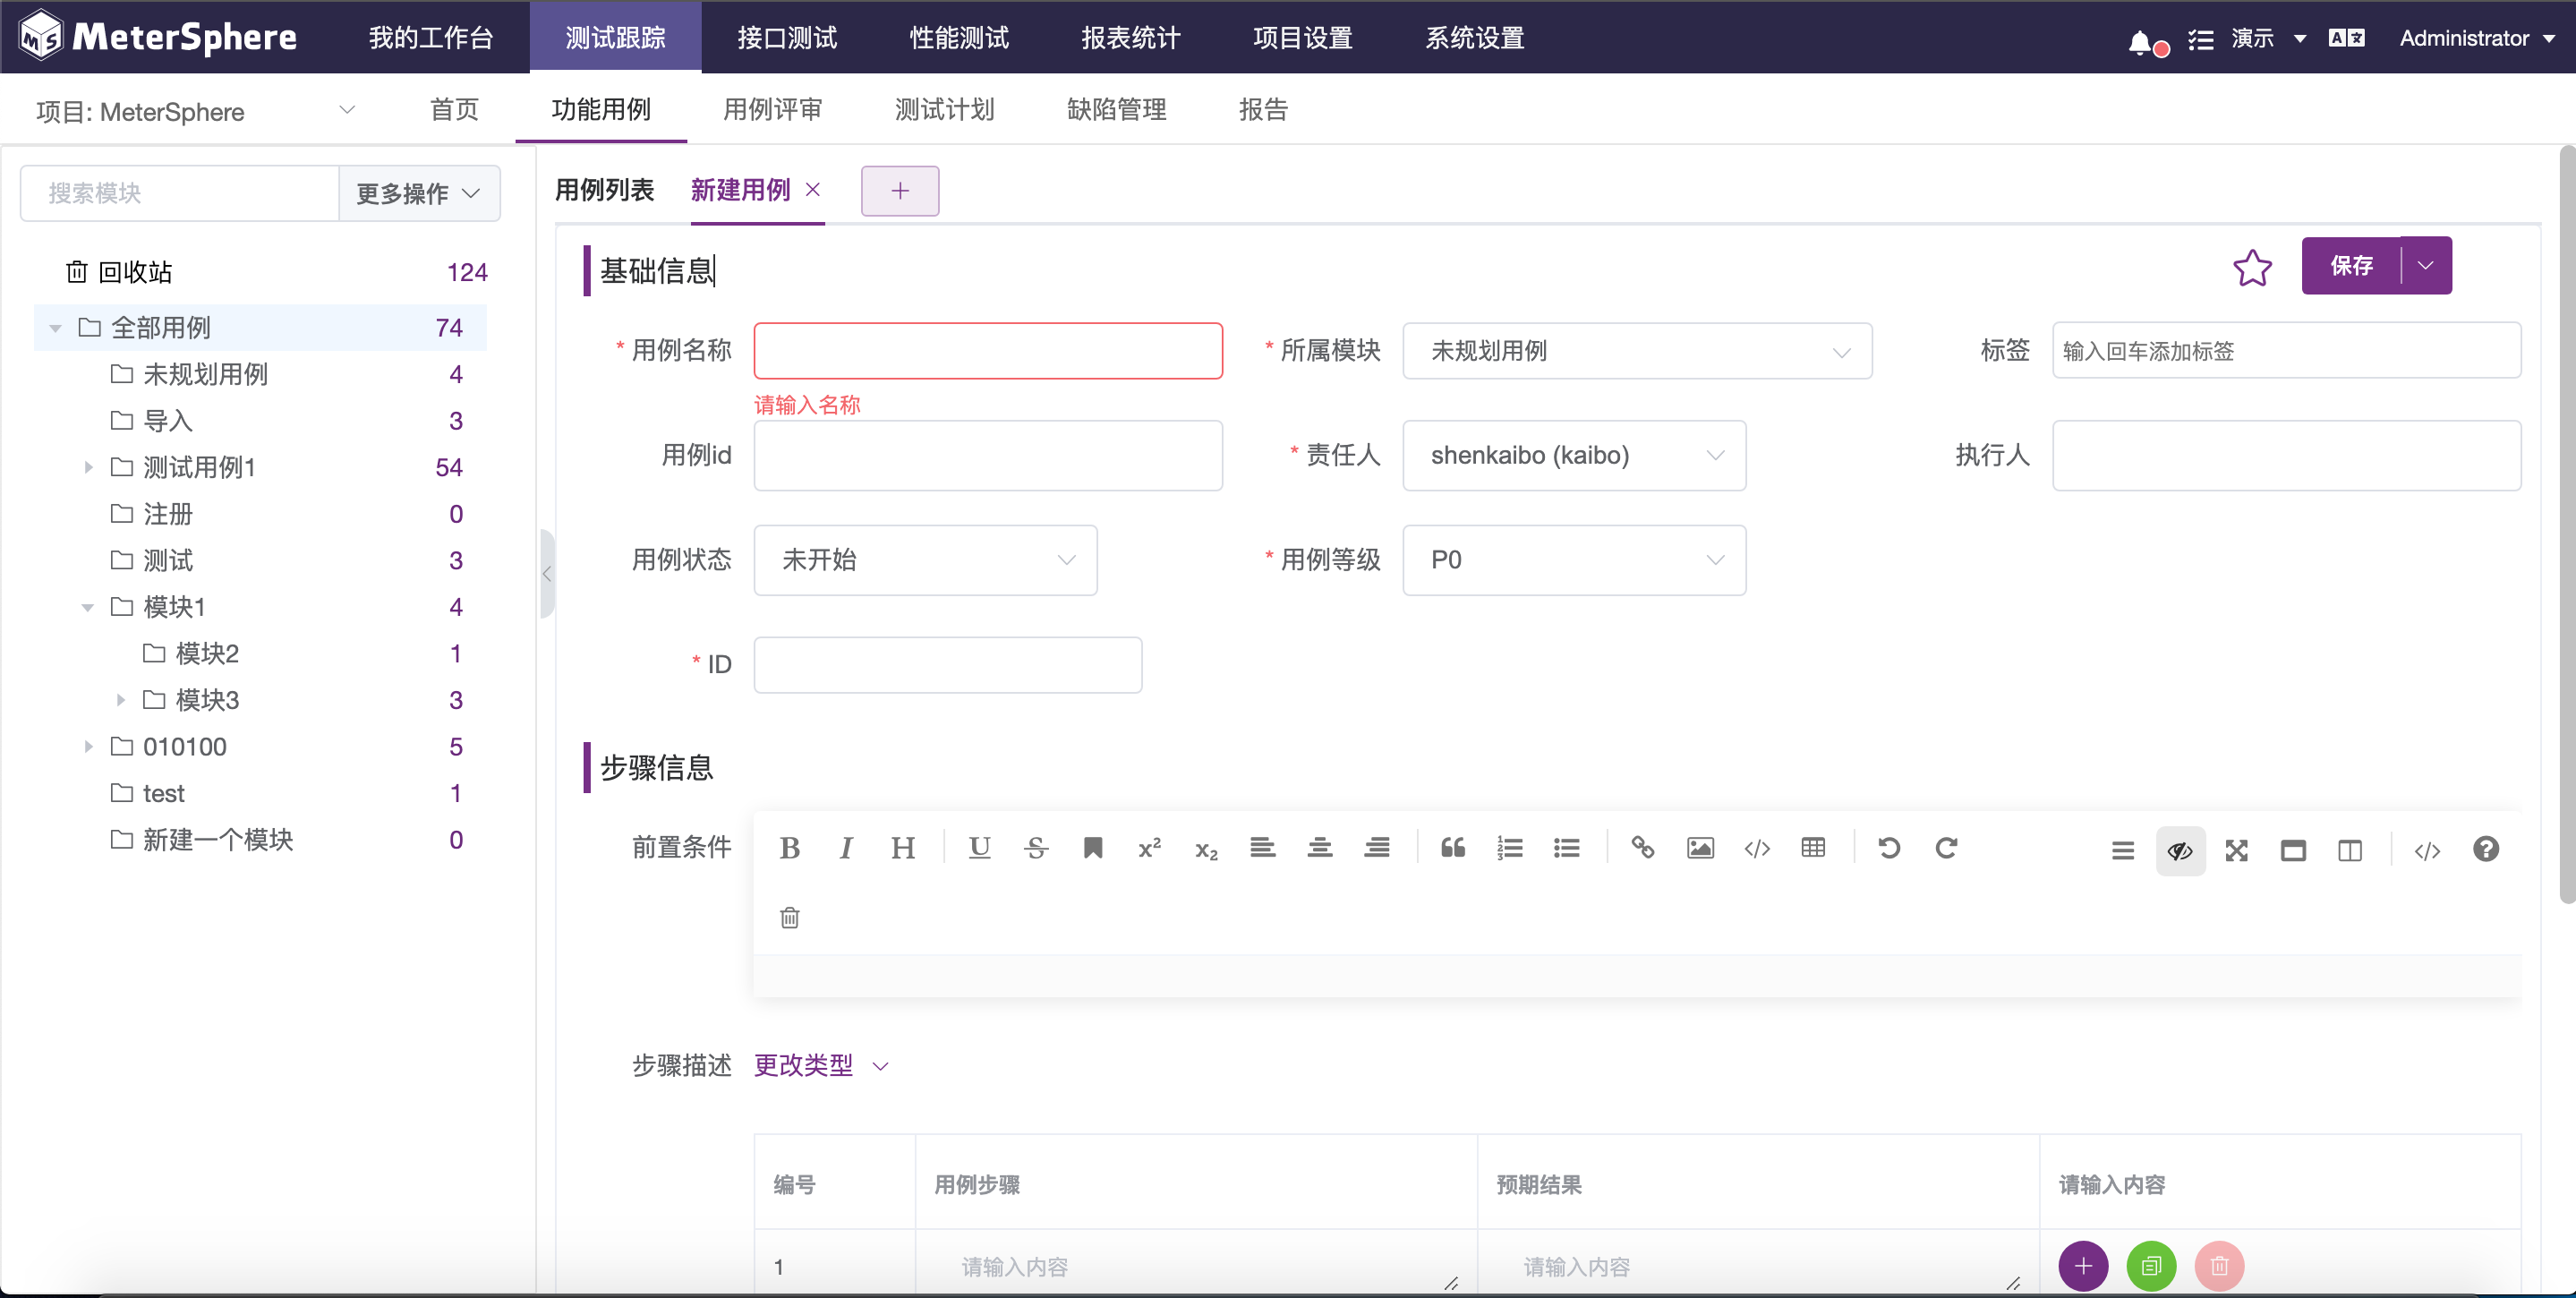 MeterSphere 我的工作台 测试跟踪 接口测试 性能测试 报表统计 项目设置 系统设置 演示 Administrator
项目: MeterSphere 首页 功能用例 用例评审 测试计划 缺陷管理 报告
搜索模块 更多操作
回收站 124
全部用例 74
未规划用例 4
导入 3
测试用例1 54
注册 0
测试 3
模块1 4
模块2 1
模块3 3
010100 5
test 1
新建一个模块 0
用例列表 新建用例
基础信息 保存
* 用例名称 * 所属模块 未规划用例 标签 输入回车添加标签
请输入名称
用例id * 责任人 shenkaibo (kaibo) 执行人
用例状态 未开始 * 用例等级 P0
* ID
步骤信息
前置条件
步骤描述 更改类型
编号 用例步骤 预期结果 请输入内容
1 请输入内容 请输入内容